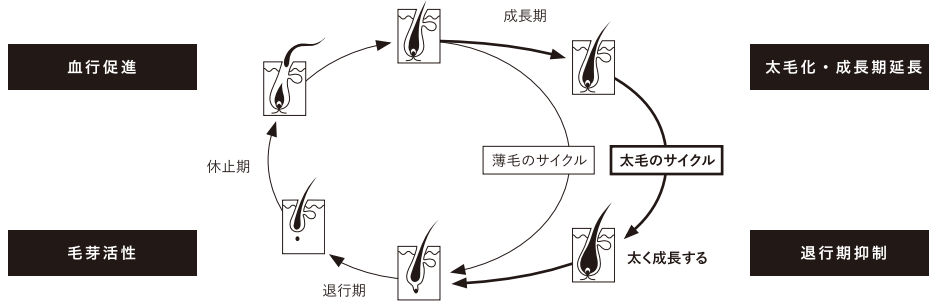 成長期
血行促進
太毛化・成長期延長
休止期
薄毛のサイクル
太毛のサイクル
毛芽活性
太く成長する
退行期抑制
退行期